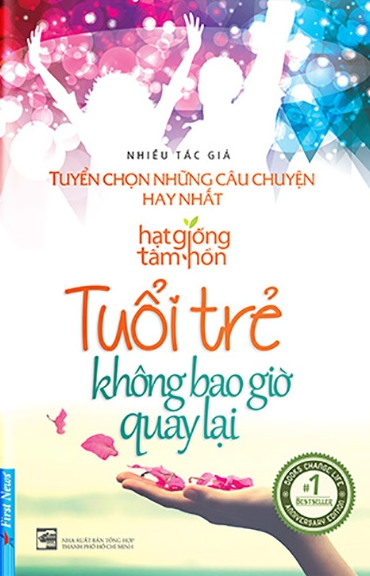 NHIỀU TÁC GIẢ
TUYỂN CHỌN NHỮNG CÂU CHUYỆN
HAY NHẤT
hạt giống
tâm hồn
Tuổi trẻ
không bao giờ
quay lại
BOOKS CHANGE LIFE
#1
BESTSELLER
ANNIVERSARY EDITION
First News
NHÀ XUẤT BẢN TỔNG HỢP
THÀNH PHỐ HỒ CHÍ MINH